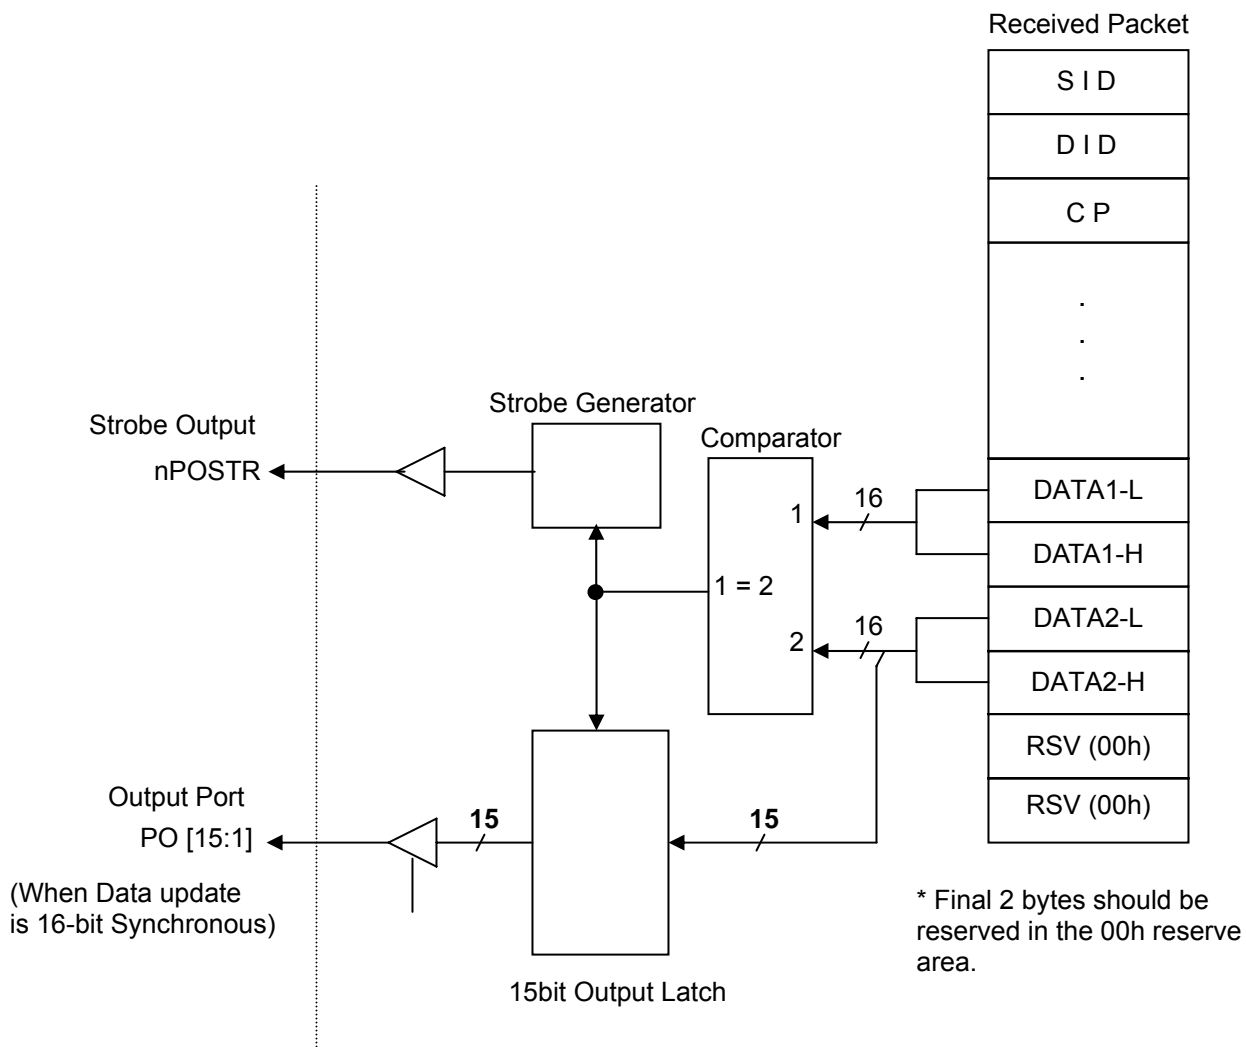 Received Packet
S I D
D I D
C P
.
.
.
Strobe Generator
Strobe Output
Comparator
nPOSTR
DATA1-L
16
1
DATA1-H
1 = 2
DATA2-L
16
2
DATA2-H
RSV (00h)
Output Port
RSV (00h)
15
15
PO [15:1]
(When Data update
is 16-bit Synchronous)
* Final 2 bytes should be
reserved in the 00h reserve
area.
15bit Output Latch